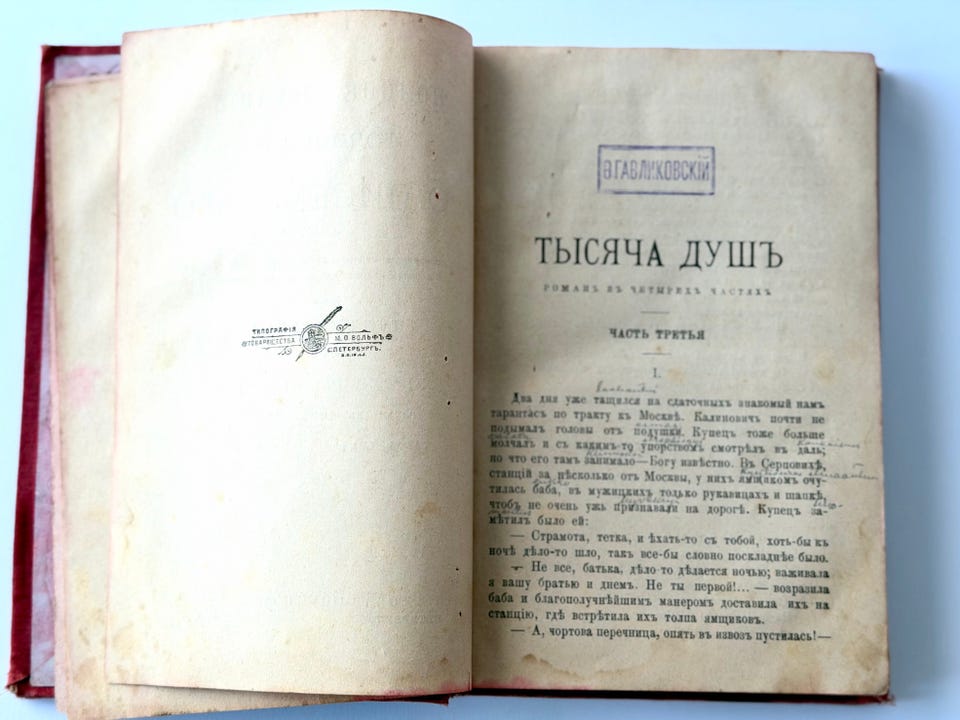 ТИПОГРАФІЯ
ТОВАРИЩЕСТВА М. О. ВОЛЬФЪ
С.ПЕТЕРБУРГЪ.
Ѳ.ГАВЛИКОВСКІЙ
ТЫСЯЧА ДУШЪ
РОМАНЪ ВЪ ЧЕТЫРЕХЪ ЧАСТЯХЪ
ЧАСТЬ ТРЕТЬЯ
I.
Два дня уже тащился на сдаточныхъ знакомый намъ
тарантасъ по тракту къ Москвѣ. Калиновичъ почти не
подымалъ головы отъ подушки. Купецъ тоже больше
молчалъ и съ какимъ-то упорствомъ смотрѣлъ въ даль;
но что его тамъ занимало—Богу извѣстно. Въ Серповихѣ,
станцій за нѣсколько отъ Москвы, у нихъ ямщикомъ очу-
тилась баба, въ мужицкихъ только рукавицахъ и шапкѣ,
чтобъ не очень ужь признавали на дорогѣ. Купецъ за-
мѣтилъ было ей:
— Страмота, тетка, и ѣхать-то съ тобой, хоть-бы къ
ночѣ дѣло-то шло, такъ все-бы словно поскладнѣе было.
— Не все, батька, дѣло то дѣлается ночью; важивала
я вашу братью и днемъ. Не ты первой!... — возразила
баба и благополучнѣйшимъ манеромъ доставила ихъ на
станцію, гдѣ встрѣтила ихъ толпа ямщиковъ.
— А, чортова перечница, опять въ извозъ пустилась!—